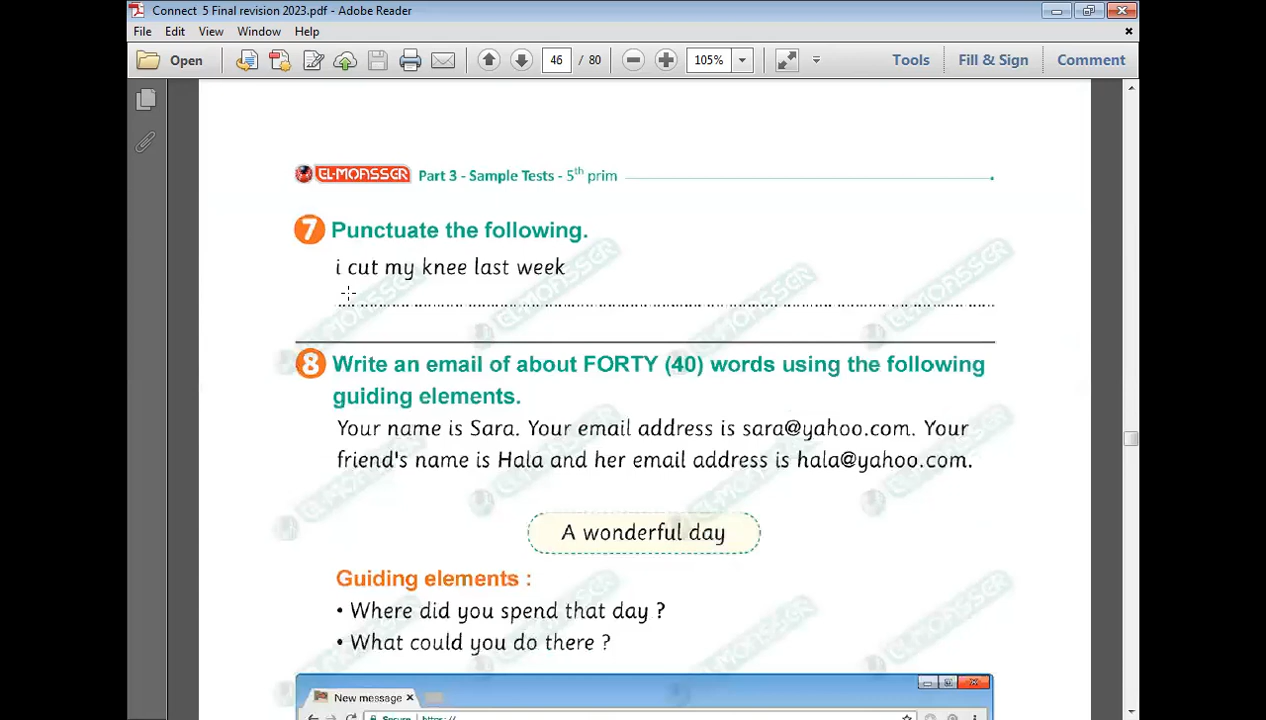 Connect 5 Final revision 2023.pdf - Adobe Reader
File Edit View Window Help
Open 46 / 80 105% Tools Fill & Sign Comment
EL-MOASSER Part 3 - Sample Tests - 5th prim
7 Punctuate the following.
i cut my knee last week
8 Write an email of about FORTY (40) words using the following
guiding elements.
Your name is Sara. Your email address is sara@yahoo.com. Your
friend's name is Hala and her email address is hala@yahoo.com.
A wonderful day
Guiding elements :
• Where did you spend that day ?
• What could you do there ?
New message
Secure https://